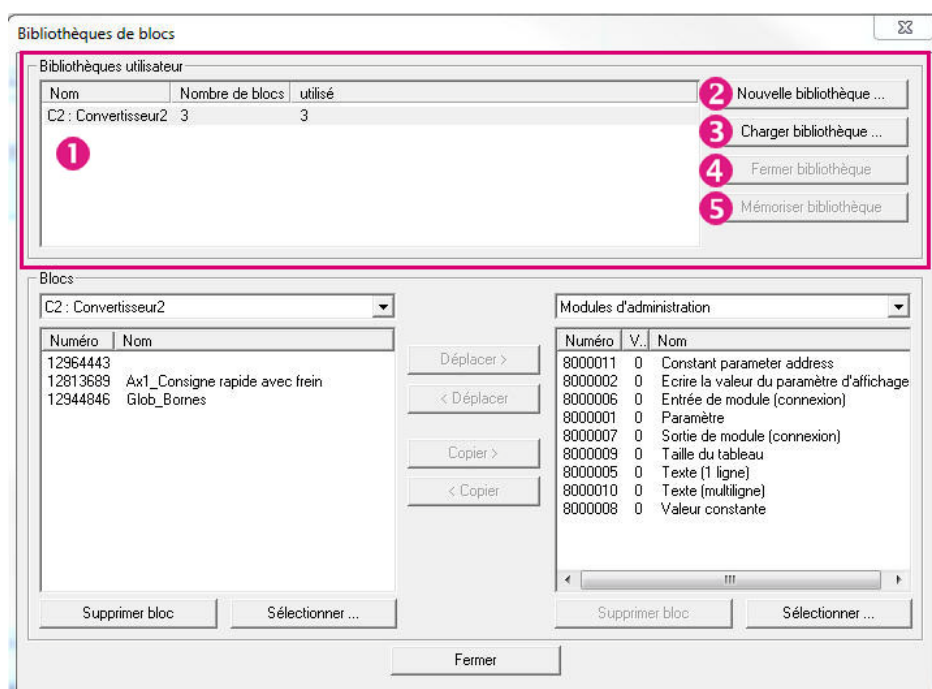 Bibliothèques de blocs
Bibliothèques utilisateur
Nom Nombre de blocs utilisé
C2 : Convertisseur2 3 3
1
2 Nouvelle bibliothèque ...
3 Charger bibliothèque ...
4 Fermer bibliothèque
5 Mémoriser bibliothèque
Blocs
C2 : Convertisseur2
Numéro Nom
12964443
12813689 Ax1_Consigne rapide avec frein
12944846 Glob_Bornes
Supprimer bloc Sélectionner ...
Déplacer >
< Déplacer
Copier >
< Copier
Modules d'administration
Numéro V.. Nom
8000011 0 Constant parameter address
8000002 0 Ecrire la valeur du paramètre d'affichage
8000006 0 Entrée de module (connexion)
8000001 0 Paramètre
8000007 0 Sortie de module (connexion)
8000009 0 Taille du tableau
8000005 0 Texte (1 ligne)
8000010 0 Texte (multiligne)
8000008 0 Valeur constante
Supprimer bloc Sélectionner ...
Fermer